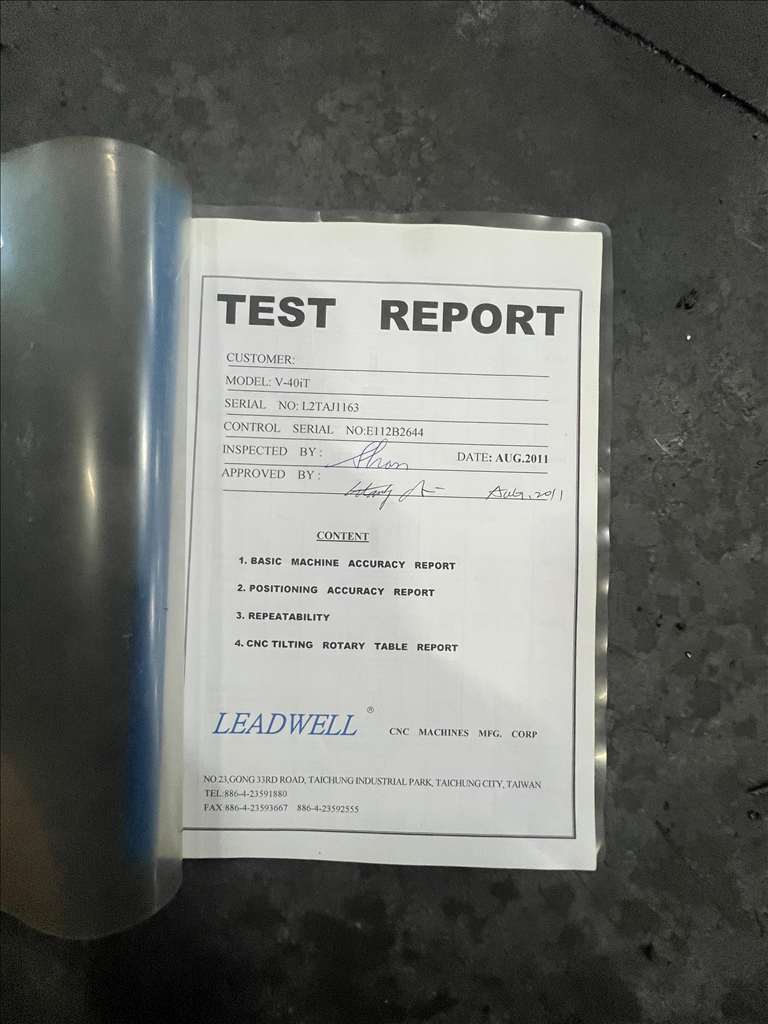 TEST REPORT
CUSTOMER:
MODEL: V-40iT
SERIAL NO: L2TAJ1163
CONTROL SERIAL NO:E112B2644
INSPECTED BY: DATE: AUG.2011
APPROVED BY: Aug, 2011
CONTENT
1. BASIC MACHINE ACCURACY REPORT
2. POSITIONING ACCURACY REPORT
3. REPEATABILITY
4. CNC TILTING ROTARY TABLE REPORT
LEADWELL ® CNC MACHINES MFG. CORP
NO.23,GONG 33RD ROAD, TAICHUNG INDUSTRIAL PARK, TAICHUNG CITY, TAIWAN
TEL:886-4-23591880
FAX 886-4-23593667 886-4-23592555